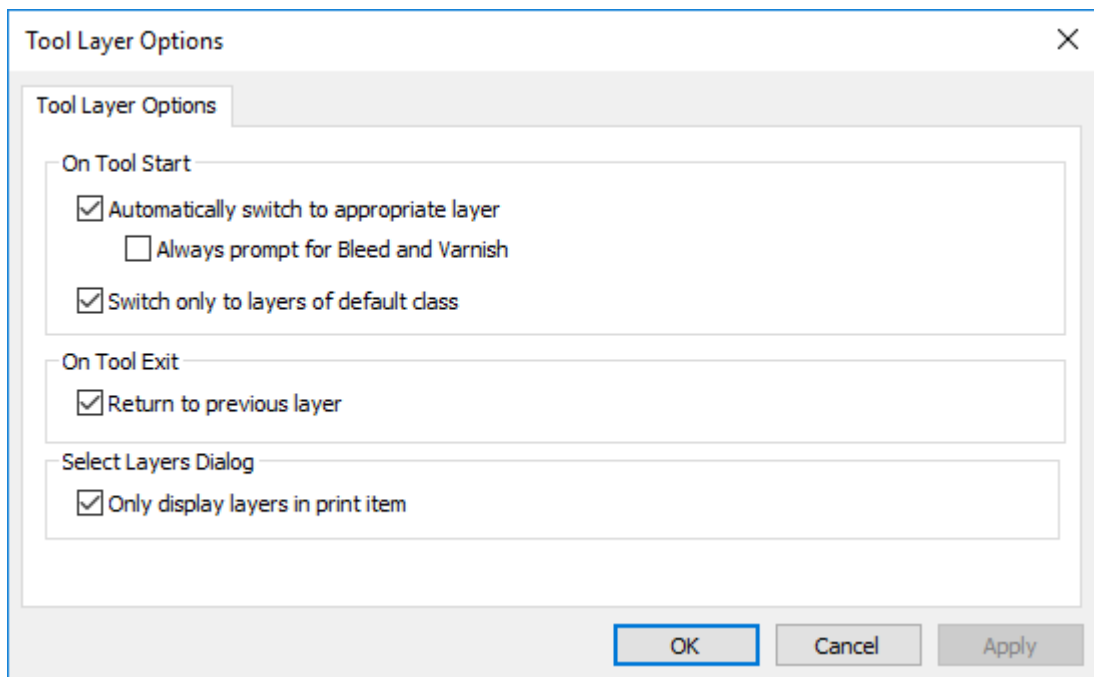 Tool Layer Options
Tool Layer Options
On Tool Start
Automatically switch to appropriate layer
Always prompt for Bleed and Varnish
Switch only to layers of default class
On Tool Exit
Return to previous layer
Select Layers Dialog
Only display layers in print item
OK Cancel Apply